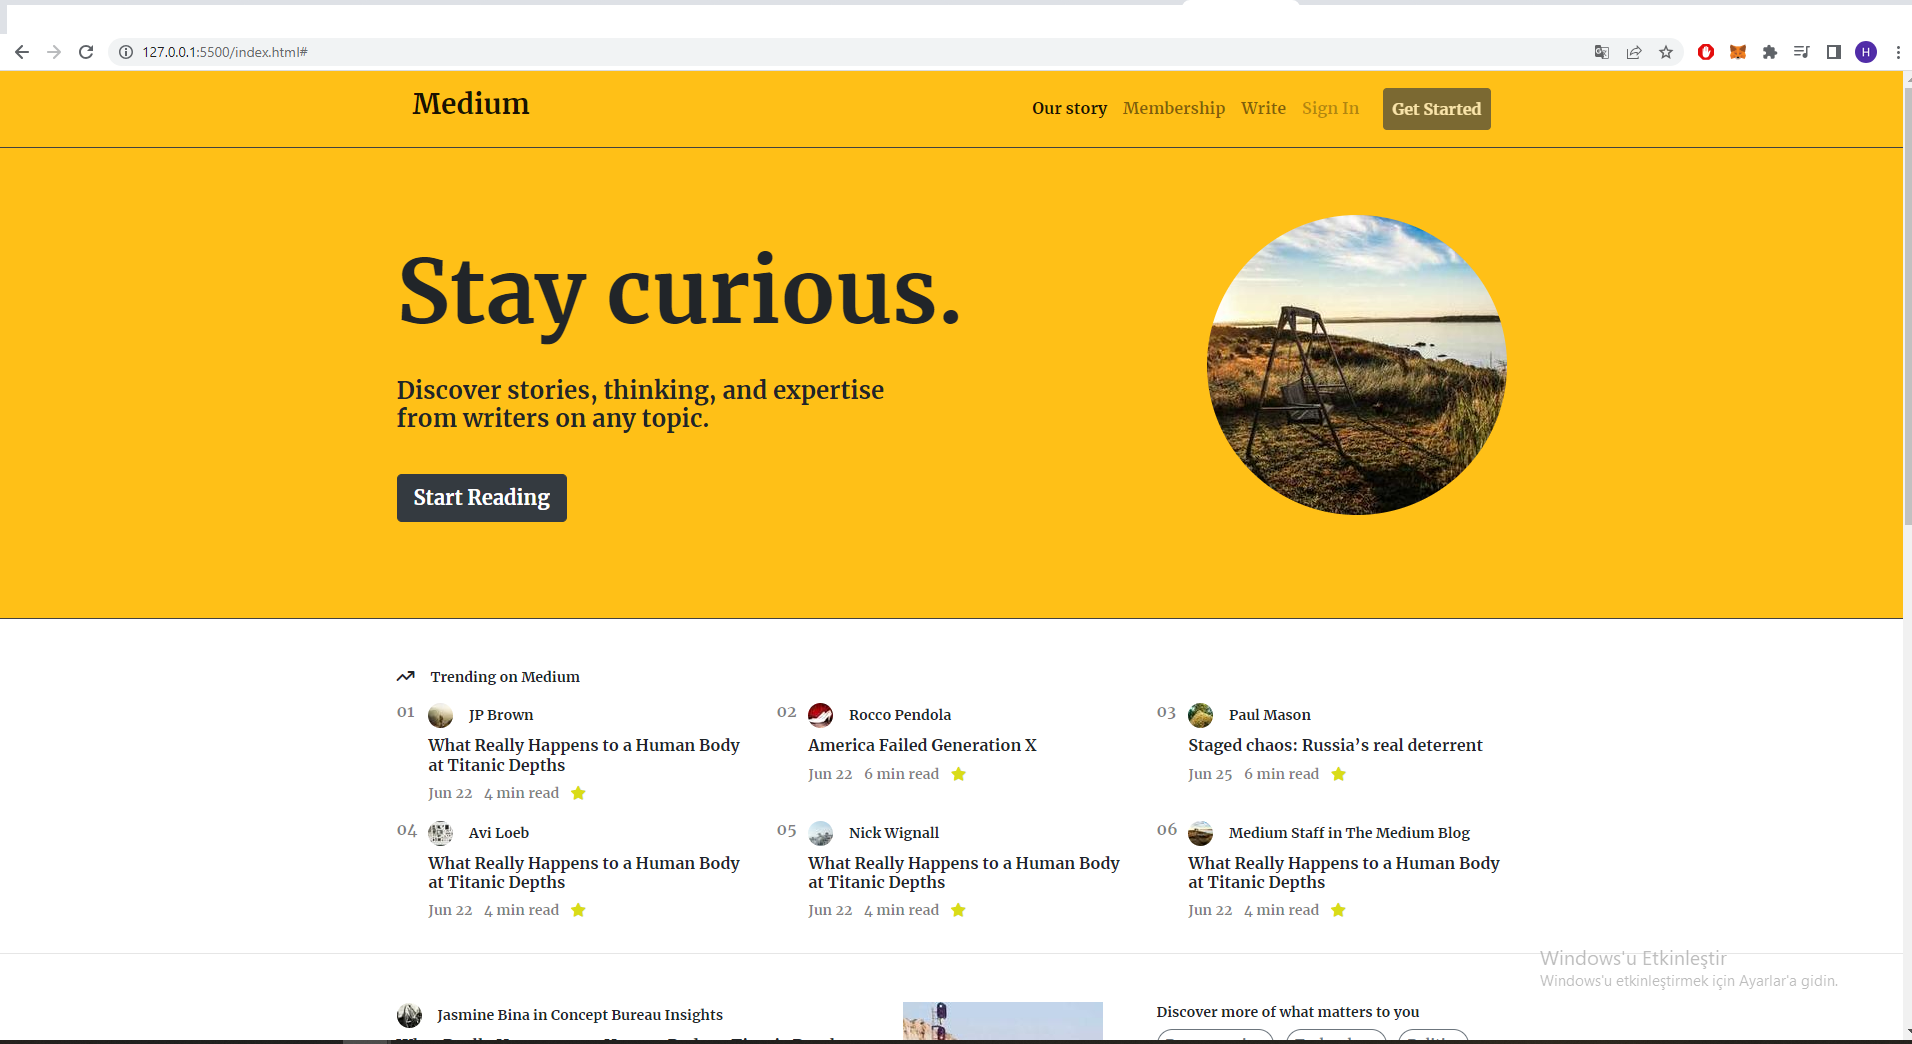 127.0.0.1:5500/index.html#
H
Medium
Our story Membership Write Sign In Get Started
Stay curious.
Discover stories, thinking, and expertise
from writers on any topic.
Start Reading
Trending on Medium
01 JP Brown
What Really Happens to a Human Body
at Titanic Depths
Jun 22 4 min read
02 Rocco Pendola
America Failed Generation X
Jun 22 6 min read
03 Paul Mason
Staged chaos: Russia’s real deterrent
Jun 25 6 min read
04 Avi Loeb
What Really Happens to a Human Body
at Titanic Depths
Jun 22 4 min read
05 Nick Wignall
What Really Happens to a Human Body
at Titanic Depths
Jun 22 4 min read
06 Medium Staff in The Medium Blog
What Really Happens to a Human Body
at Titanic Depths
Jun 22 4 min read
Windows'u Etkinleştir
Windows'u etkinleştirmek için Ayarlar'a gidin.
Jasmine Bina in Concept Bureau Insights
Discover more of what matters to you